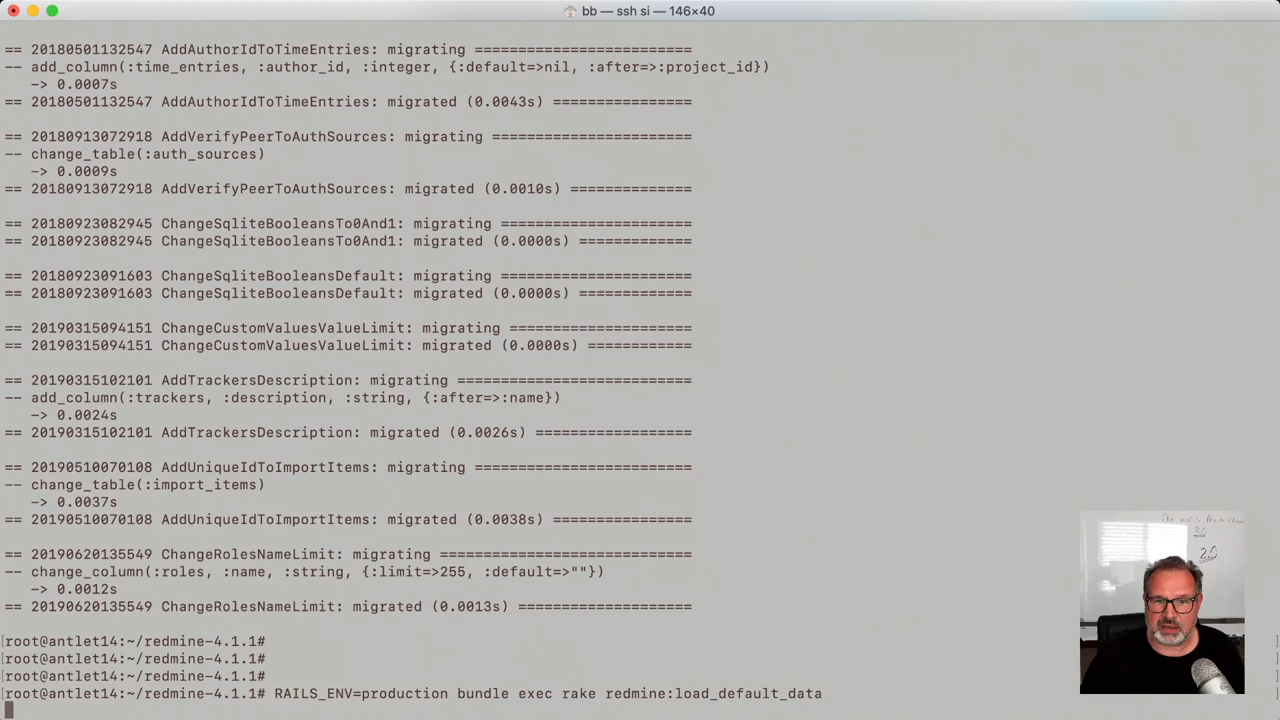 bb — ssh si — 146×40
== 20180501132547 AddAuthorIdToTimeEntries: migrating =========================
-- add_column(:time_entries, :author_id, :integer, {:default=>nil, :after=>:project_id})
   -> 0.0007s
== 20180501132547 AddAuthorIdToTimeEntries: migrated (0.0043s) ================
== 20180913072918 AddVerifyPeerToAuthSources: migrating =======================
-- change_table(:auth_sources)
   -> 0.0009s
== 20180913072918 AddVerifyPeerToAuthSources: migrated (0.0010s) ==============
== 20180923082945 ChangeSqliteBooleansTo0And1: migrating ======================
== 20180923082945 ChangeSqliteBooleansTo0And1: migrated (0.0000s) =============
== 20180923091603 ChangeSqliteBooleansDefault: migrating ======================
== 20180923091603 ChangeSqliteBooleansDefault: migrated (0.0000s) =============
== 20190315094151 ChangeCustomValuesValueLimit: migrating =====================
== 20190315094151 ChangeCustomValuesValueLimit: migrated (0.0000s) ============
== 20190315102101 AddTrackersDescription: migrating ===========================
-- add_column(:trackers, :description, :string, {:after=>:name})
   -> 0.0024s
== 20190315102101 AddTrackersDescription: migrated (0.0026s) ==================
== 20190510070108 AddUniqueIdToImportItems: migrating =========================
-- change_table(:import_items)
   -> 0.0037s
== 20190510070108 AddUniqueIdToImportItems: migrated (0.0038s) ================
== 20190620135549 ChangeRolesNameLimit: migrating =============================
-- change_column(:roles, :name, :string, {:limit=>255, :default=>""})
   -> 0.0012s
== 20190620135549 ChangeRolesNameLimit: migrated (0.0013s) ====================
[root@antlet14:~/redmine-4.1.1#
[root@antlet14:~/redmine-4.1.1#
[root@antlet14:~/redmine-4.1.1#
[root@antlet14:~/redmine-4.1.1# RAILS_ENV=production bundle exec rake redmine:load_default_data
2.0
2.0